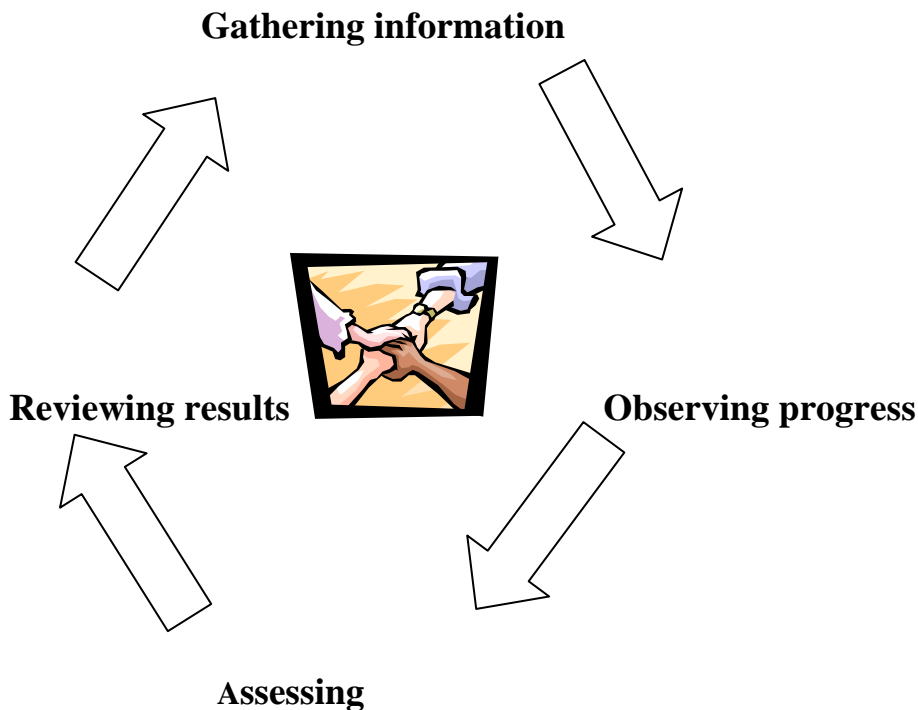 Gathering information
Reviewing results
Observing progress
Assessing